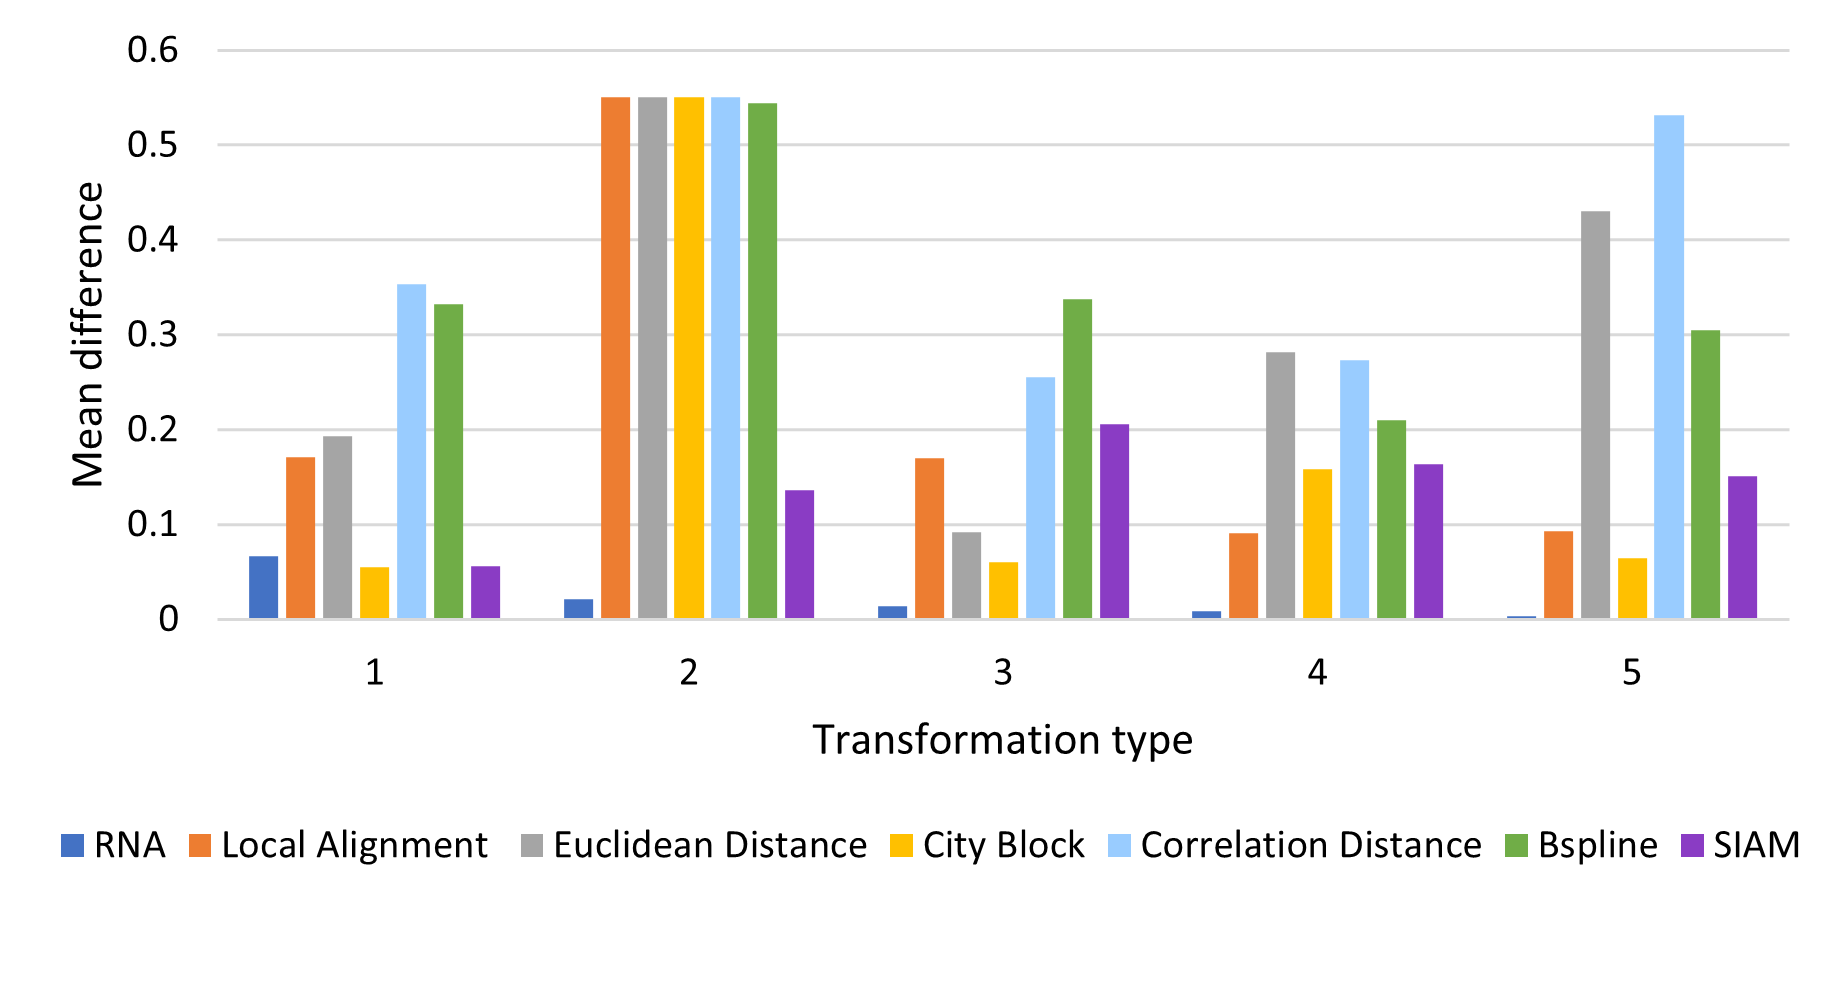 0.6
0.5
0.4
0.3
0.2
0.1
0
Mean difference
1 2 3 4 5
Transformation type
RNA Local Alignment Euclidean Distance City Block Correlation Distance Bspline SIAM